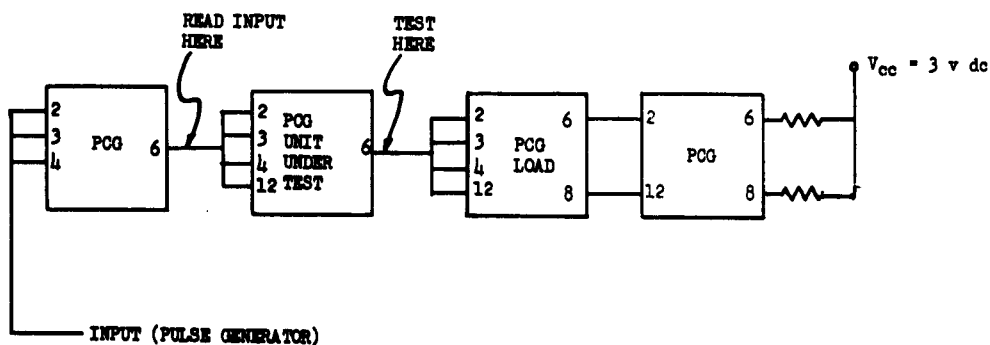 READ INPUT
HERE
TEST
HERE
V_cc = 3 v dc
2
3
4
PCG
6
2
3
4
12
PCG
UNIT
UNDER
TEST
6
2
3
4
12
PCG
LOAD
6
8
2
12
PCG
6
8
INPUT (PULSE GENERATOR)